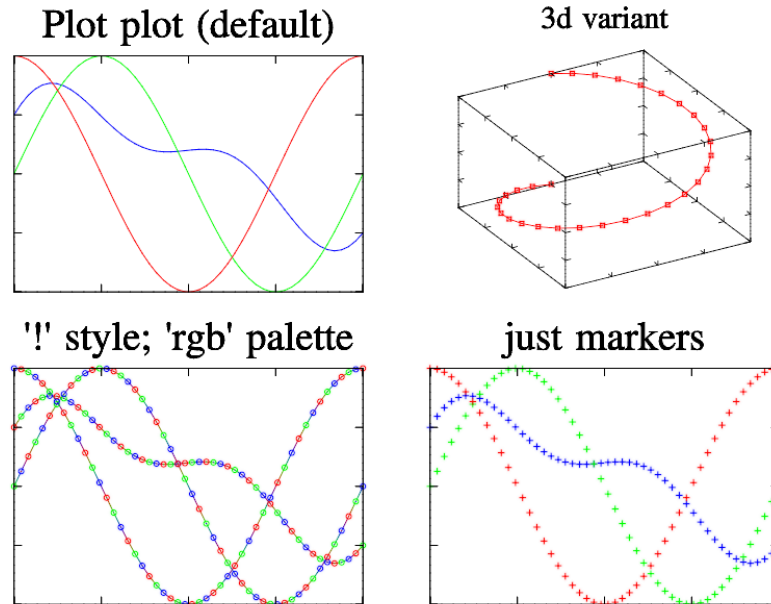 Plot plot (default)
3d variant
'!' style; 'rgb' palette
just markers